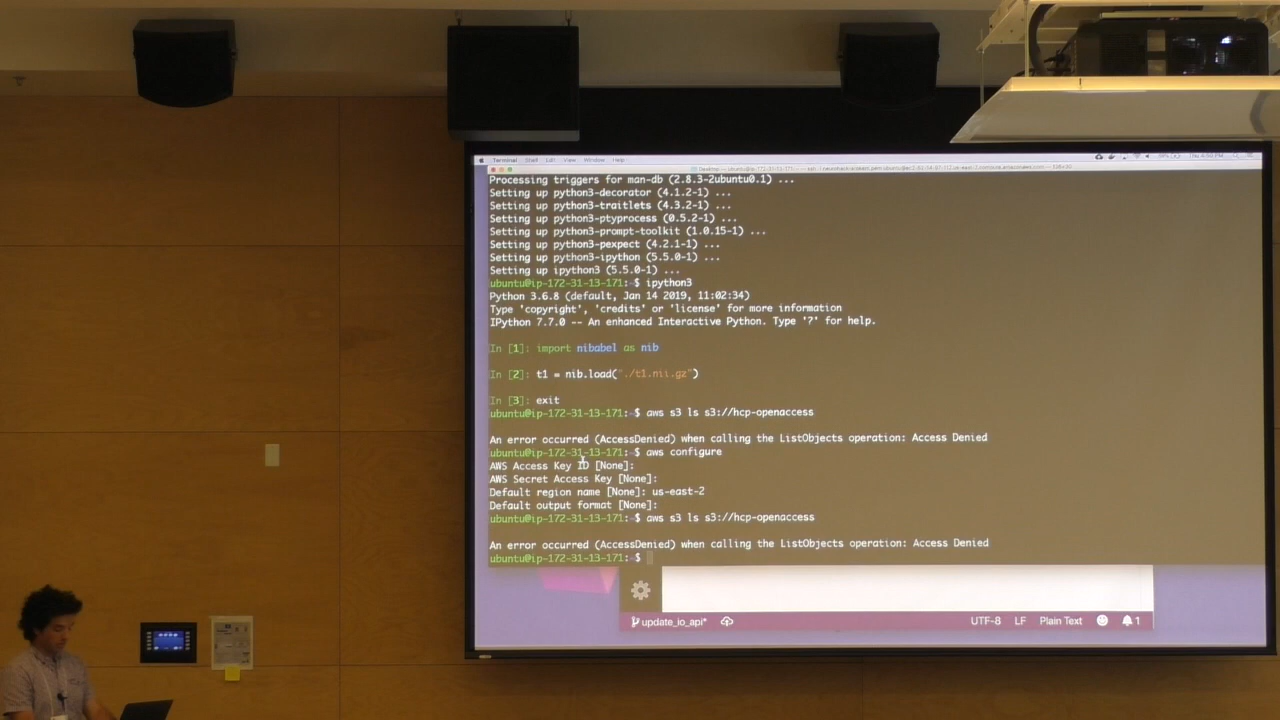 Terminal Shell Edit View Window Help
Processing triggers for man-db (2.8.3-2ubuntu0.1) ...
Setting up python3-decorator (4.1.2-1) ...
Setting up python3-traitlets (4.3.2-1) ...
Setting up python3-ptyprocess (0.5.2-1) ...
Setting up python3-prompt-toolkit (1.0.15-1) ...
Setting up python3-pexpect (4.2.1-1) ...
Setting up python3-ipython (5.5.0-1) ...
Setting up ipython3 (5.5.0-1) ...
ubuntu@ip-172-31-13-171:~$ ipython3
Python 3.6.8 (default, Jan 14 2019, 11:02:34)
Type 'copyright', 'credits' or 'license' for more information
IPython 7.7.0 -- An enhanced Interactive Python. Type '?' for help.
In [1]: import nibabel as nib
In [2]: t1 = nib.load("./t1.nii.gz")
In [3]: exit
ubuntu@ip-172-31-13-171:~$ aws s3 ls s3://hcp-openaccess
An error occurred (AccessDenied) when calling the ListObjects operation: Access Denied
ubuntu@ip-172-31-13-171:~$ aws configure
AWS Access Key ID [None]:
AWS Secret Access Key [None]:
Default region name [None]: us-east-2
Default output format [None]:
ubuntu@ip-172-31-13-171:~$ aws s3 ls s3://hcp-openaccess
An error occurred (AccessDenied) when calling the ListObjects operation: Access Denied
ubuntu@ip-172-31-13-171:~$
update_io_api* UTF-8 LF Plain Text 1